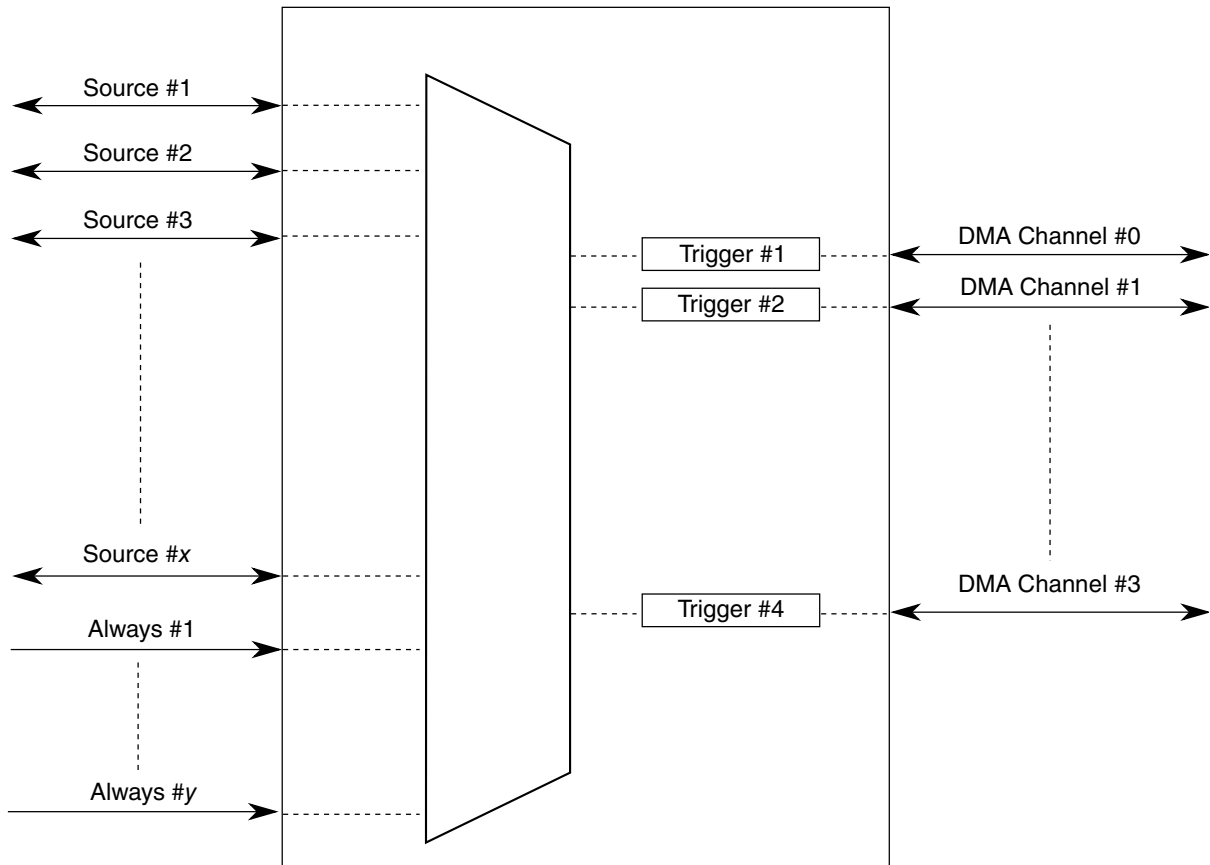 Source #1
Source #2
Source #3
Source #x
Always #1
Always #y
Trigger #1
Trigger #2
Trigger #4
DMA Channel #0
DMA Channel #1
DMA Channel #3